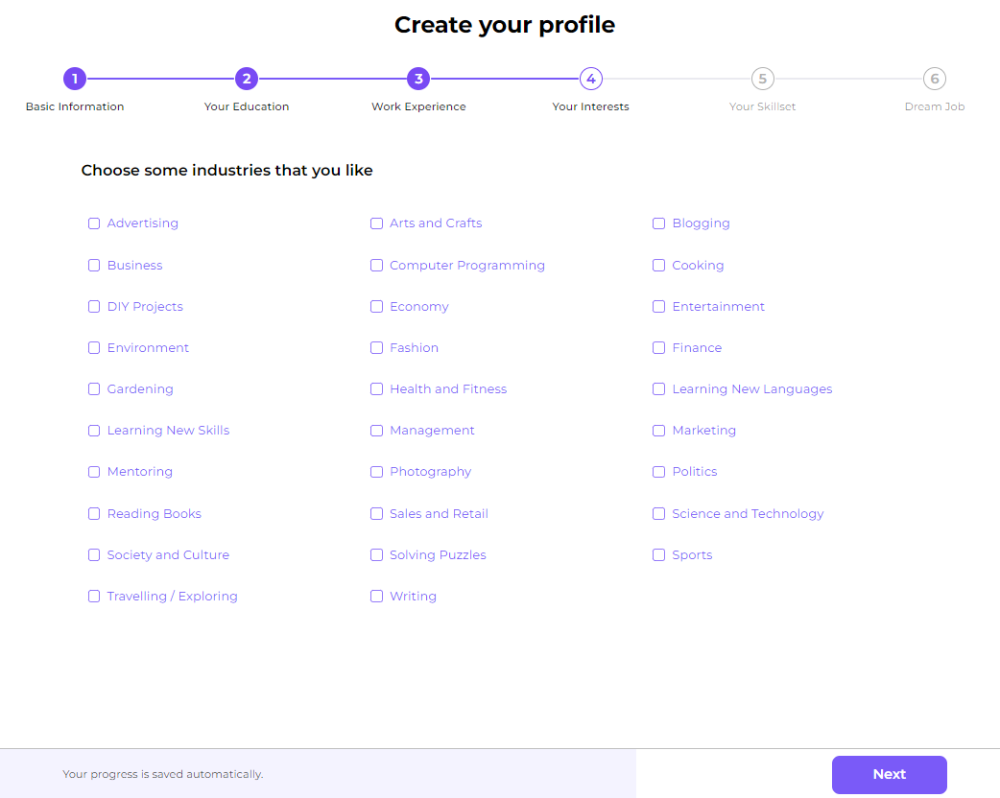 Create your profile
1 2 3 4 5 6
Basic Information Your Education Work Experience Your Interests Your Skillset Dream Job
Choose some industries that you like
Advertising Arts and Crafts Blogging
Business Computer Programming Cooking
DIY Projects Economy Entertainment
Environment Fashion Finance
Gardening Health and Fitness Learning New Languages
Learning New Skills Management Marketing
Mentoring Photography Politics
Reading Books Sales and Retail Science and Technology
Society and Culture Solving Puzzles Sports
Travelling / Exploring Writing
Your progress is saved automatically. Next